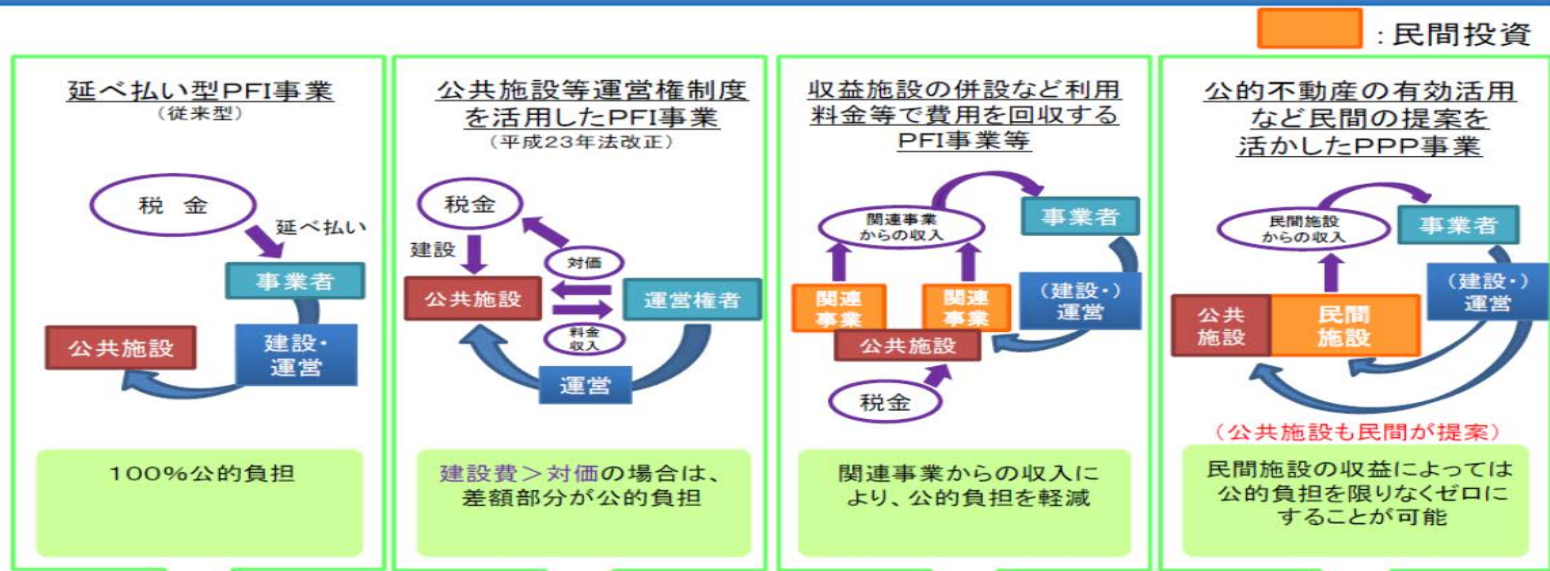 ：民間投資
延べ払い型PFI事業
（従来型）
税　金
延べ払い
事業者
公共施設
建設・
運営
100％公的負担
公共施設等運営権制度
を活用したPFI事業
（平成23年法改正）
税金
建設
対価
公共施設
運営権者
料金
収入
運営
建設費＞対価の場合は、
差額部分が公的負担
収益施設の併設など利用
料金等で費用を回収する
PFI事業等
関連事業
からの収入
事業者
関連
事業
関連
事業
（建設・）
運営
公共施設
税金
関連事業からの収入に
より、公的負担を軽減
公的不動産の有効活用
など民間の提案を
活かしたPPP事業
民間施設
からの収入
事業者
（建設・）
運営
公共
施設
民間
施設
（公共施設も民間が提案）
民間施設の収益によっては
公的負担を限りなくゼロに
することが可能